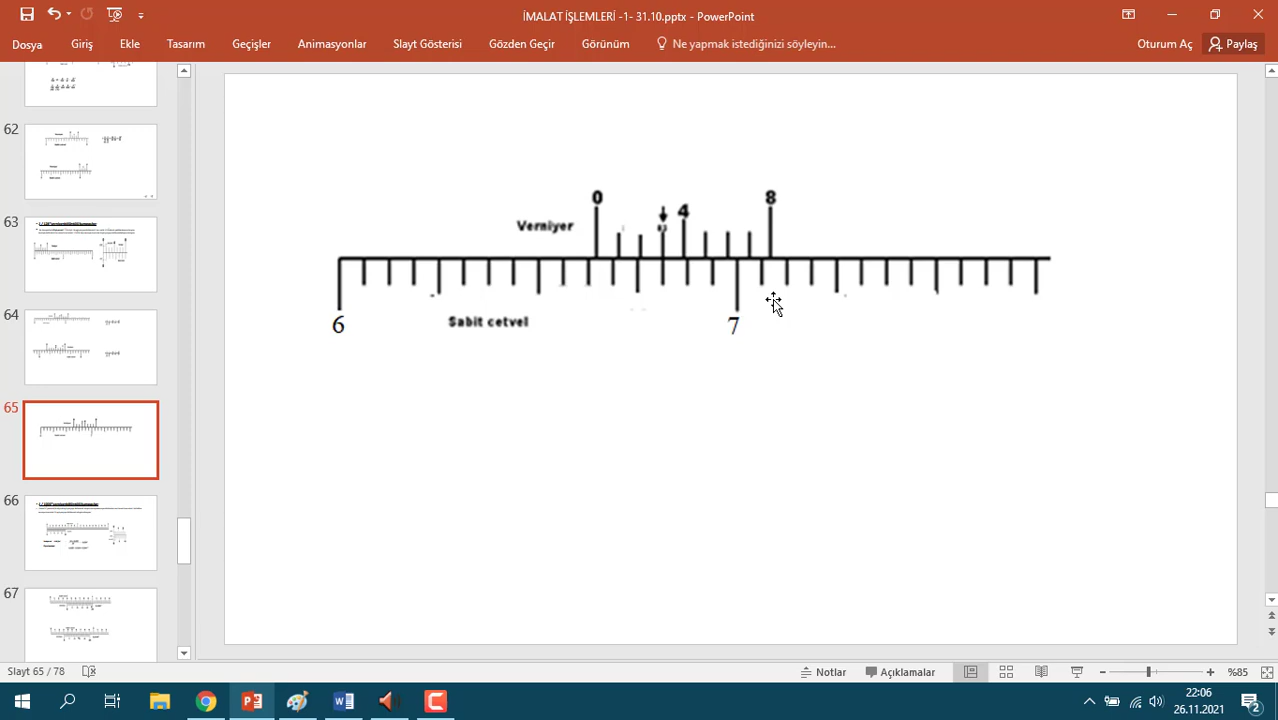 İMALAT İŞLEMLERİ -1- 31.10.pptx - PowerPoint
Dosya Giriş Ekle Tasarım Geçişler Animasyonlar Slayt Gösterisi Gözden Geçir Görünüm Ne yapmak istediğinizi söyleyin... Oturum Aç Paylaş
62
63
64
65
66
67
0 4 8
Verniyer
6 Sabit cetvel 7
Slayt 65 / 78 Notlar Açıklamalar %85
22:06
26.11.2021
2